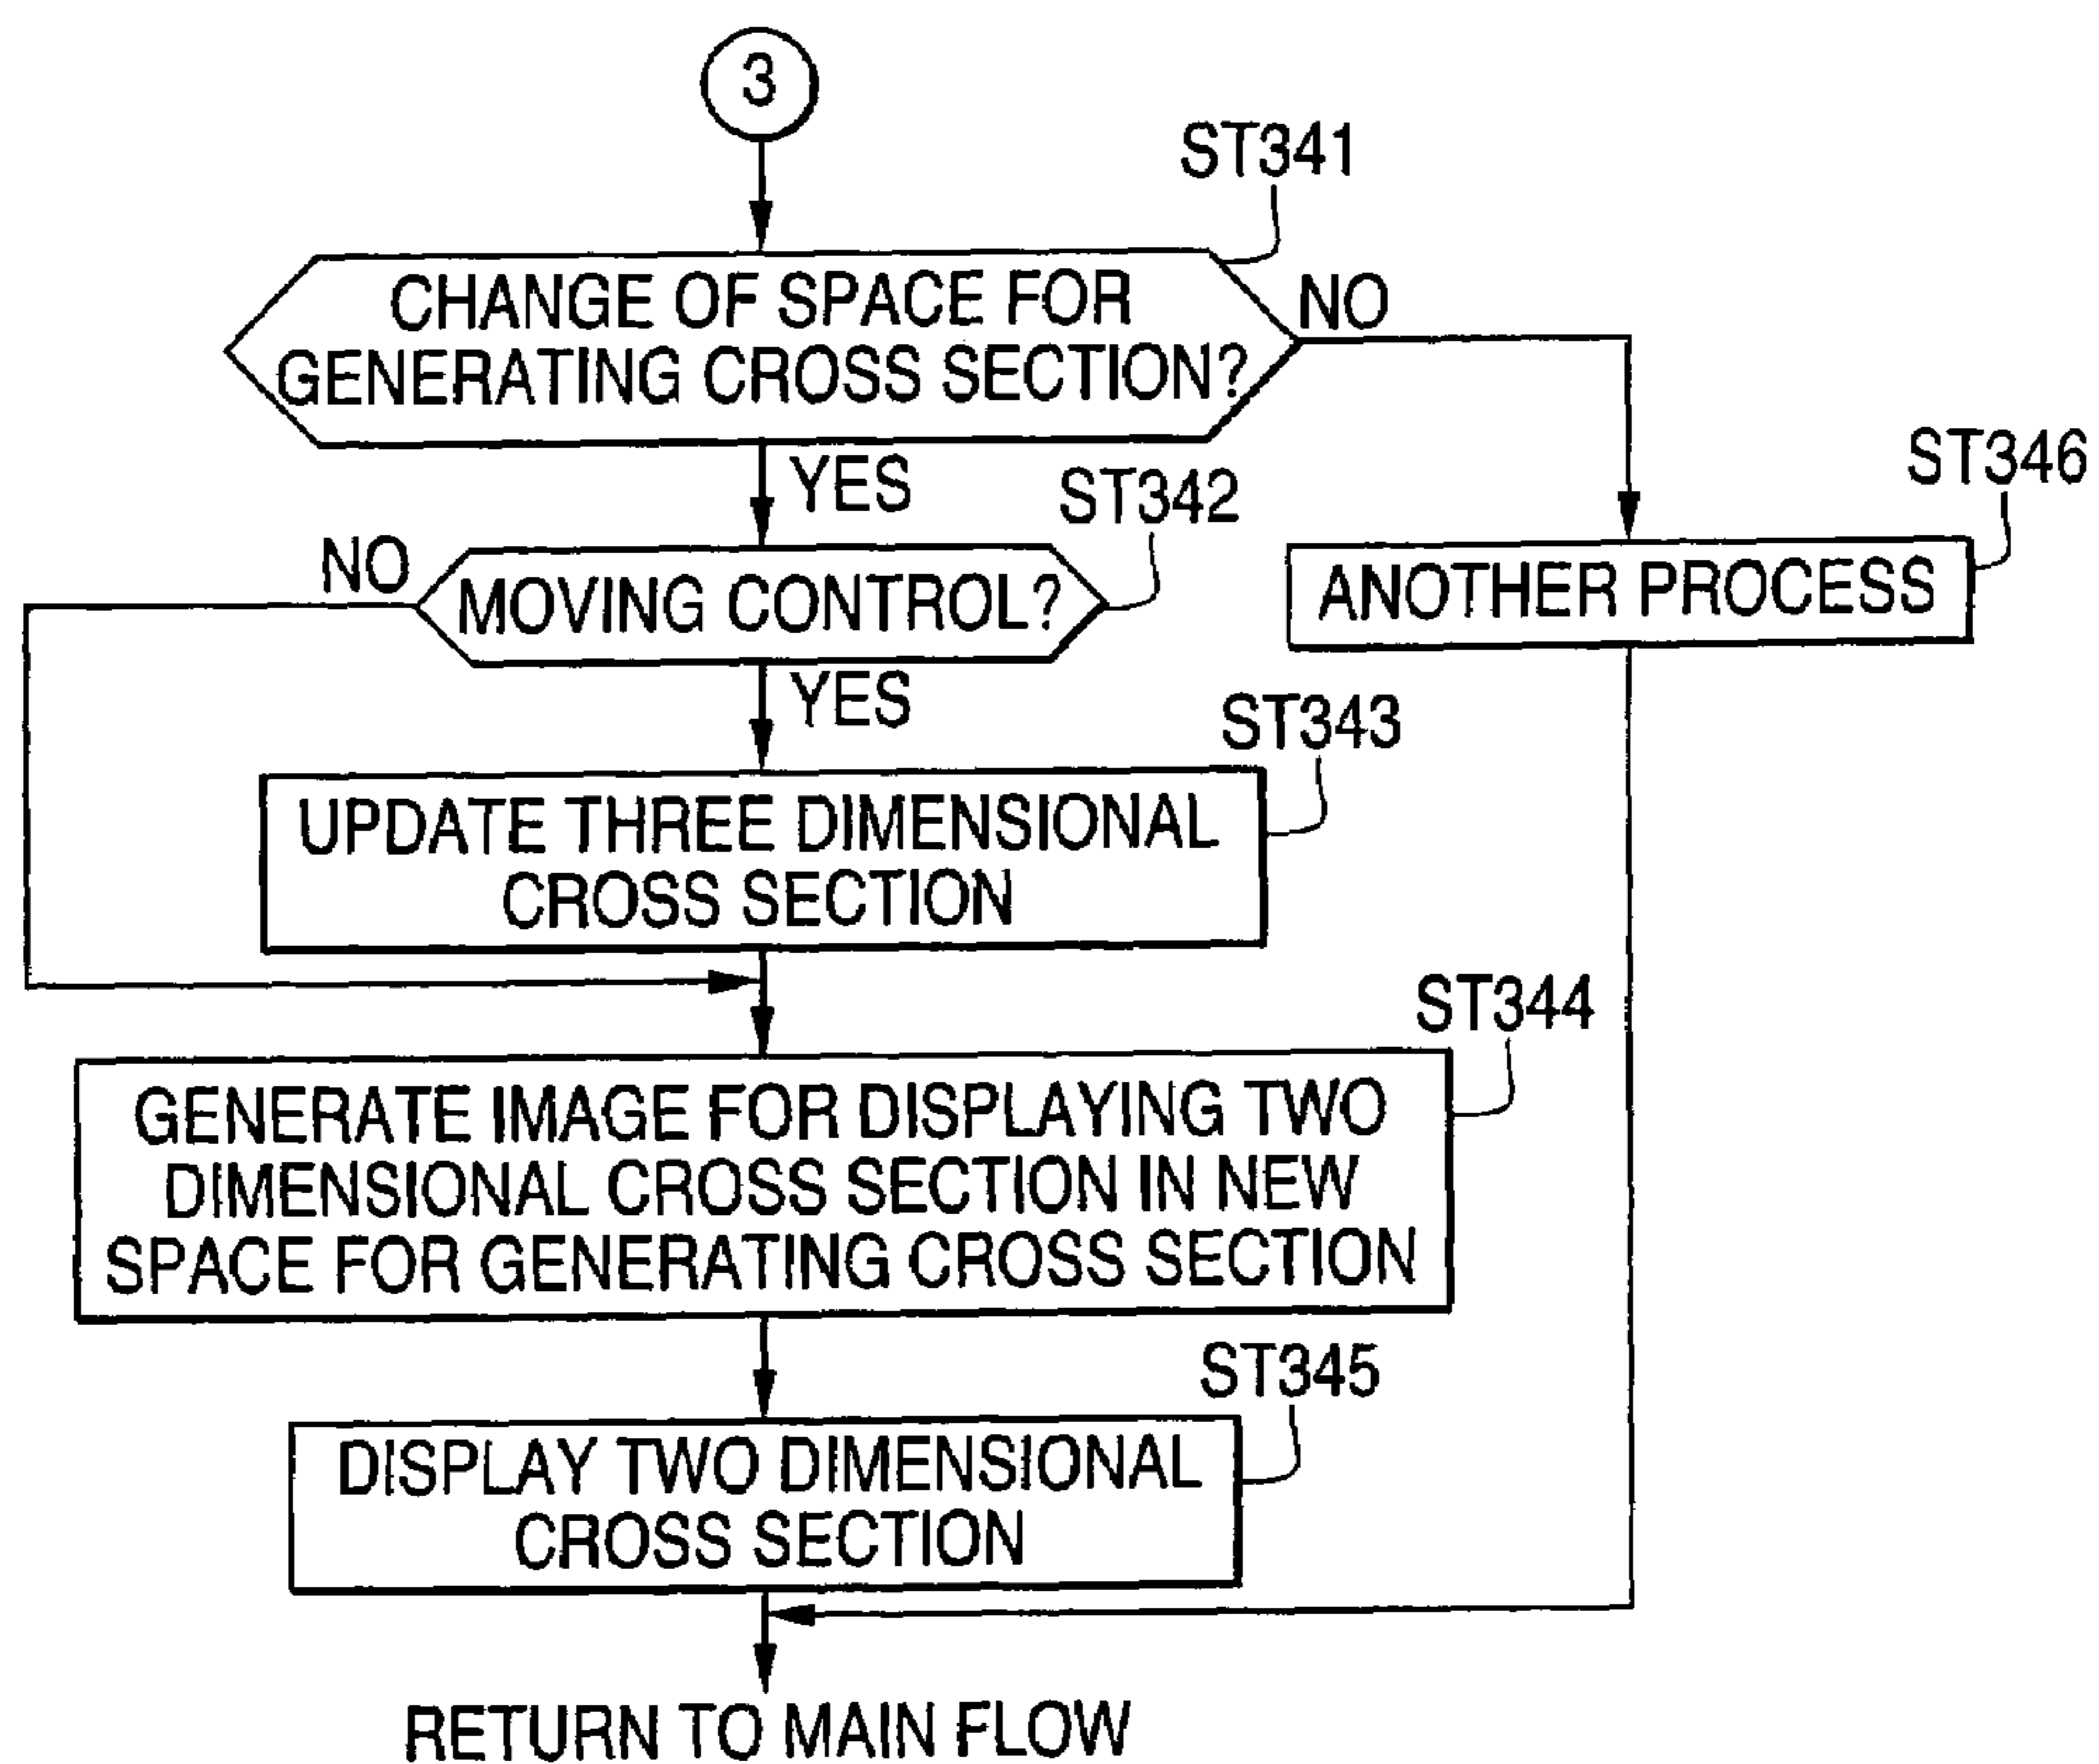 3
ST341
CHANGE OF SPACE FOR
GENERATING CROSS SECTION?
NO
YES
ST342
ST346
NO
MOVING CONTROL?
ANOTHER PROCESS
YES
ST343
UPDATE THREE DIMENSIONAL
CROSS SECTION
ST344
GENERATE IMAGE FOR DISPLAYING TWO
DIMENSIONAL CROSS SECTION IN NEW
SPACE FOR GENERATING CROSS SECTION
ST345
DISPLAY TWO DIMENSIONAL
CROSS SECTION
RETURN TO MAIN FLOW